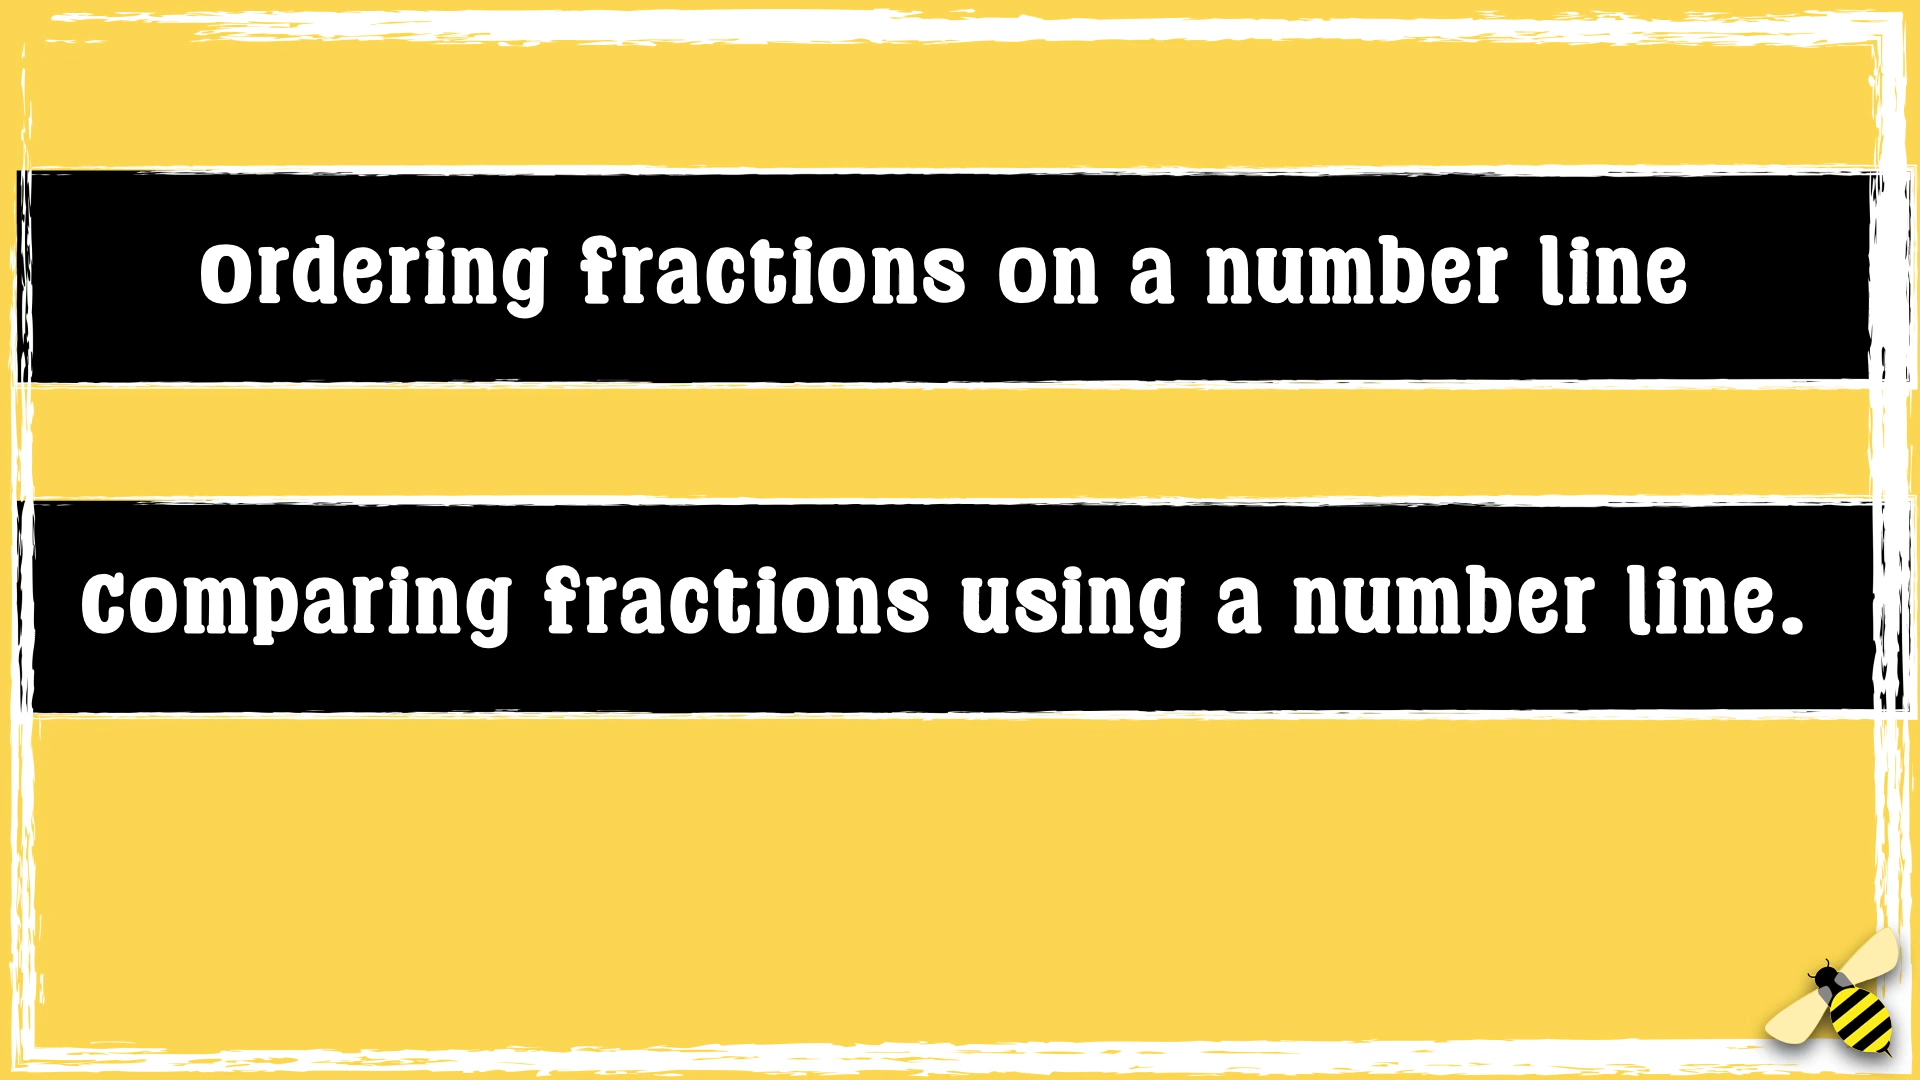 Ordering fractions on a number line
Comparing fractions using a number line.